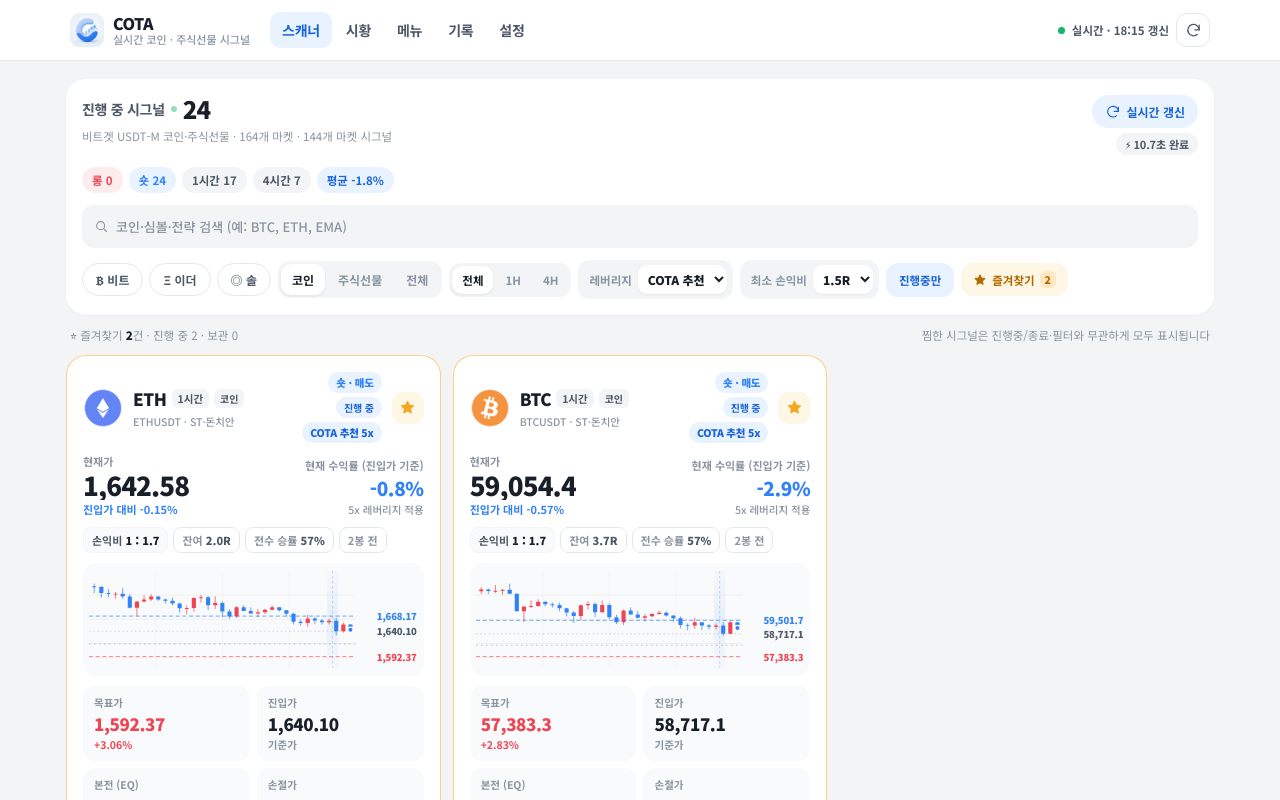 COTA
실시간 코인 · 주식선물 시그널
스캐너
시황
메뉴
기록
설정
실시간 · 18:15 갱신
진행 중 시그널 24
비트겟 USDT-M 코인·주식선물 · 164개 마켓 · 144개 마켓 시그널
실시간 갱신
⚡ 10.7초 완료
롱 0
숏 24
1시간 17
4시간 7
평균 -1.8%
코인·심볼·전략 검색 (예: BTC, ETH, EMA)
₿ 비트
Ξ 이더
◎ 솔
코인
주식선물
전체
전체
1H
4H
레버리지 COTA 추천
최소 손익비 1.5R
진행중만
★ 즐겨찾기 2
⭐ 즐겨찾기 2건 · 진행 중 2 · 보관 0
찜한 시그널은 진행중/종료·필터와 무관하게 모두 표시됩니다
ETH 1시간 코인
ETHUSDT · ST·돈치안
숏 · 매도
진행 중
COTA 추천 5x
현재가
1,642.58
진입가 대비 -0.15%
현재 수익률 (진입가 기준)
-0.8%
5x 레버리지 적용
손익비 1 : 1.7
잔여 2.0R
전수 승률 57%
2봉 전
1,668.17
1,640.10
1,592.37
목표가
1,592.37
+3.06%
진입가
1,640.10
기준가
본전 (EQ)
손절가
BTC 1시간 코인
BTCUSDT · ST·돈치안
숏 · 매도
진행 중
COTA 추천 5x
현재가
59,054.4
진입가 대비 -0.57%
현재 수익률 (진입가 기준)
-2.9%
5x 레버리지 적용
손익비 1 : 1.7
잔여 3.7R
전수 승률 57%
2봉 전
59,501.7
58,717.1
57,383.3
목표가
57,383.3
+2.83%
진입가
58,717.1
기준가
본전 (EQ)
손절가